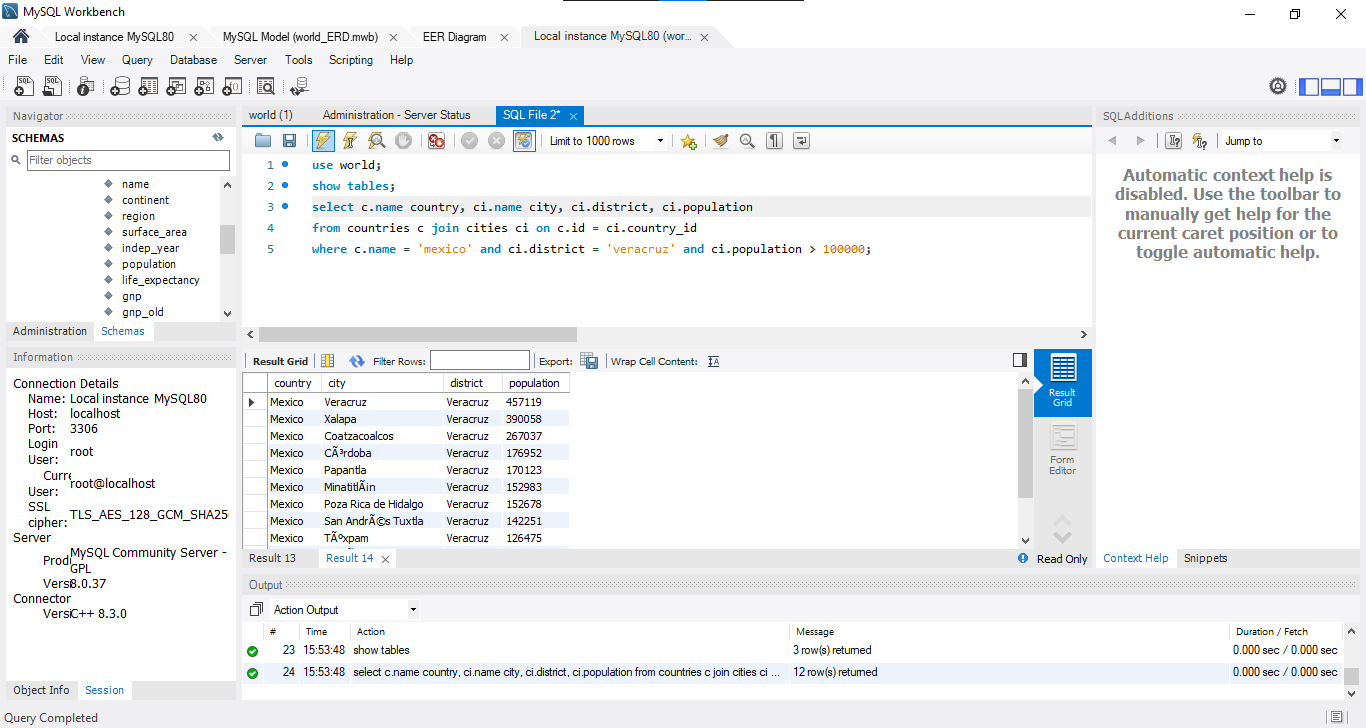 MySQL Workbench
Local instance MySQL80
MySQL Model (world_ERD.mwb)
EER Diagram
Local instance MySQL80 (wor...
File Edit View Query Database Server Tools Scripting Help
Navigator
SCHEMAS
Filter objects
name
continent
region
surface_area
indep_year
population
life_expectancy
gnp
gnp_old
Administration Schemas
Information
Connection Details
Name: Local instance MySQL80
Host: localhost
Port: 3306
Login User: root
Curre User: root@localhost
SSL cipher: TLS_AES_128_GCM_SHA25
Server
Prod MySQL Community Server - GPL
Versi 8.0.37
Connector
Versi C++ 8.3.0
Object Info Session
Query Completed
world (1) Administration - Server Status SQL File 2*
Limit to 1000 rows
1 use world;
2 show tables;
3 select c.name country, ci.name city, ci.district, ci.population
4 from countries c join cities ci on c.id = ci.country_id
5 where c.name = 'mexico' and ci.district = 'veracruz' and ci.population > 100000;
Result Grid Filter Rows: Export: Wrap Cell Content:
country city district population
Mexico Veracruz Veracruz 457119
Mexico Xalapa Veracruz 390058
Mexico Coatzacoalcos Veracruz 267037
Mexico CÃ³rdoba Veracruz 176952
Mexico Papantla Veracruz 170123
Mexico MinatitlÃ¡n Veracruz 152983
Mexico Poza Rica de Hidalgo Veracruz 152678
Mexico San AndrÃ©s Tuxtla Veracruz 142251
Mexico TÃºxpam Veracruz 126475
Result Grid
Form Editor
Result 13 Result 14
Read Only
SQLAdditions
Jump to
Automatic context help is
disabled. Use the toolbar to
manually get help for the
current caret position or to
toggle automatic help.
Context Help Snippets
Output
Action Output
# Time Action Message Duration / Fetch
23 15:53:48 show tables 3 row(s) returned 0.000 sec / 0.000 sec
24 15:53:48 select c.name country, ci.name city, ci.district, ci.population from countries c join cities ci ... 12 row(s) returned 0.000 sec / 0.000 sec